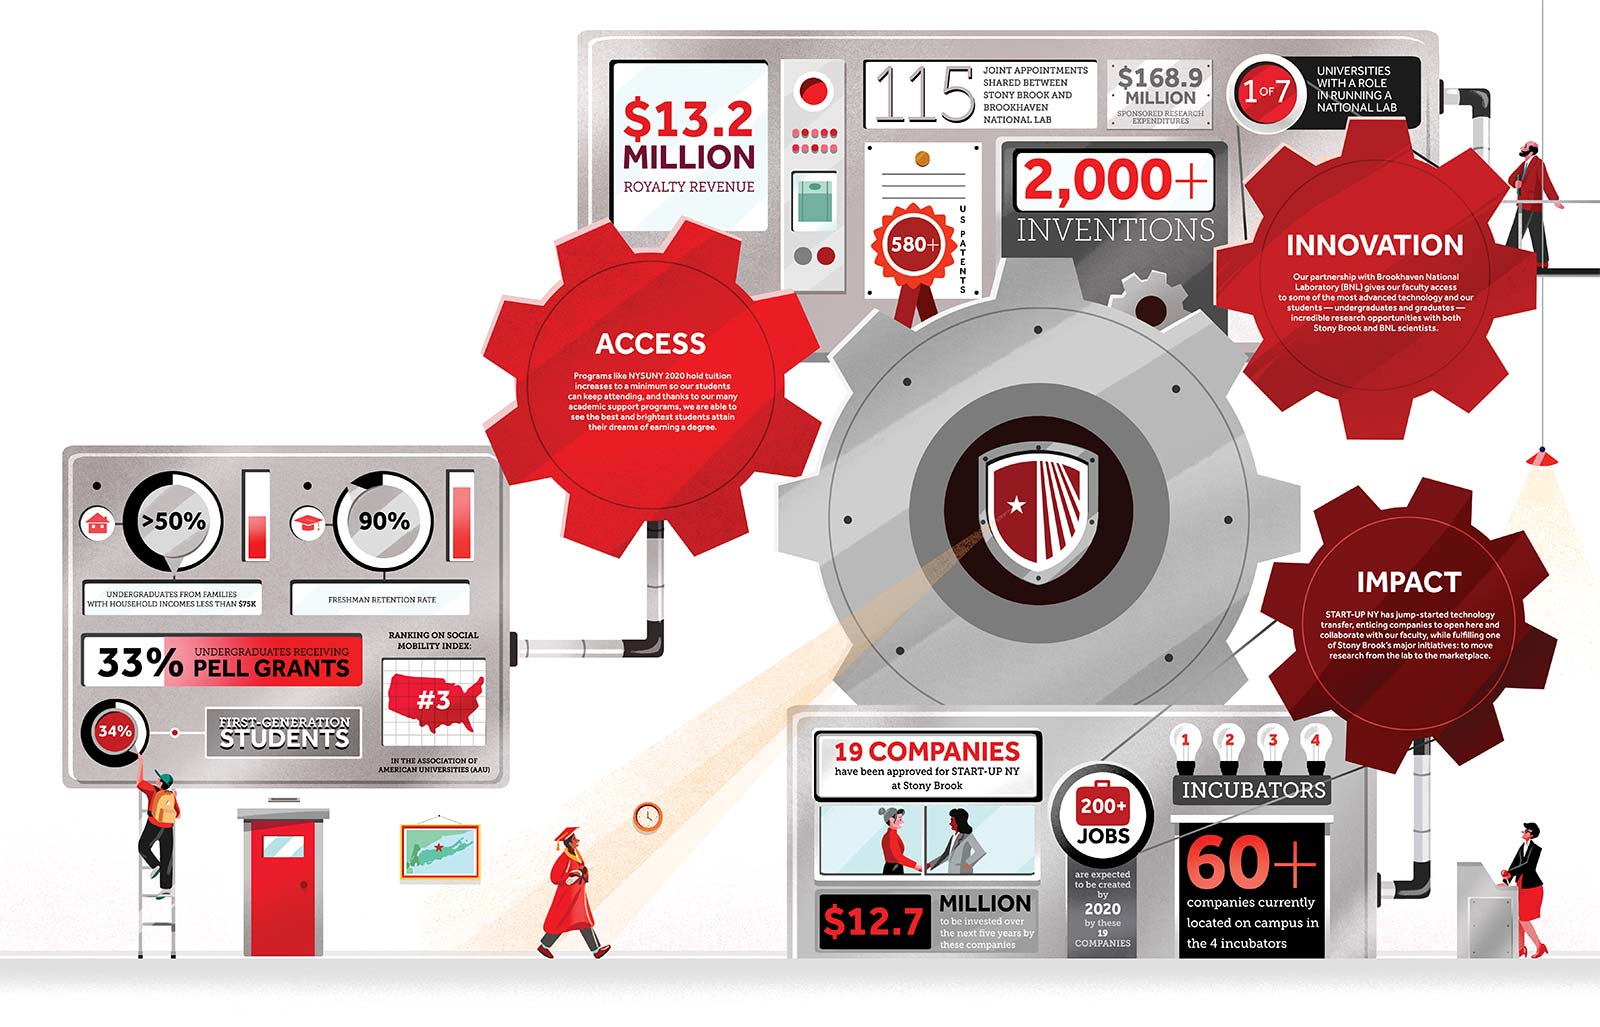 $13.2
MILLION
ROYALTY REVENUE
115
JOINT APPOINTMENTS
SHARED BETWEEN
STONY BROOK AND
BROOKHAVEN
NATIONAL LAB
$168.9
MILLION
SPONSORED RESEARCH
EXPENDITURES
1 OF 7
UNIVERSITIES
WITH A ROLE
IN RUNNING A
NATIONAL LAB
580+
US PATENTS
2,000+
INVENTIONS
INNOVATION
Our partnership with Brookhaven National
Laboratory (BNL) gives our faculty access
to some of the most advanced technology and our
students — undergraduates and graduates —
incredible research opportunities with both
Stony Brook and BNL scientists.
ACCESS
Programs like NYSUNY 2020 hold tuition
increases to a minimum so our students
can keep attending, and thanks to our many
academic support programs, we are able to
see the best and brightest students attain
their dreams of earning a degree.
>50%
UNDERGRADUATES FROM FAMILIES
WITH HOUSEHOLD INCOMES LESS THAN $75K
90%
FRESHMAN RETENTION RATE
33%
UNDERGRADUATES RECEIVING
PELL GRANTS
RANKING ON SOCIAL
MOBILITY INDEX:
#3
IN THE ASSOCIATION OF
AMERICAN UNIVERSITIES (AAU)
34%
FIRST-GENERATION
STUDENTS
IMPACT
START-UP NY has jump-started technology
transfer, enticing companies to open here and
collaborate with our faculty, while fulfilling one
of Stony Brook's major initiatives: to move
research from the lab to the marketplace.
19 COMPANIES
have been approved for START-UP NY
at Stony Brook
$12.7
MILLION
to be invested over
the next five years by
these companies
200+
JOBS
are expected
to be created
by
2020
by these
19
COMPANIES
1 2 3 4
INCUBATORS
60+
companies currently
located on campus in
the 4 incubators